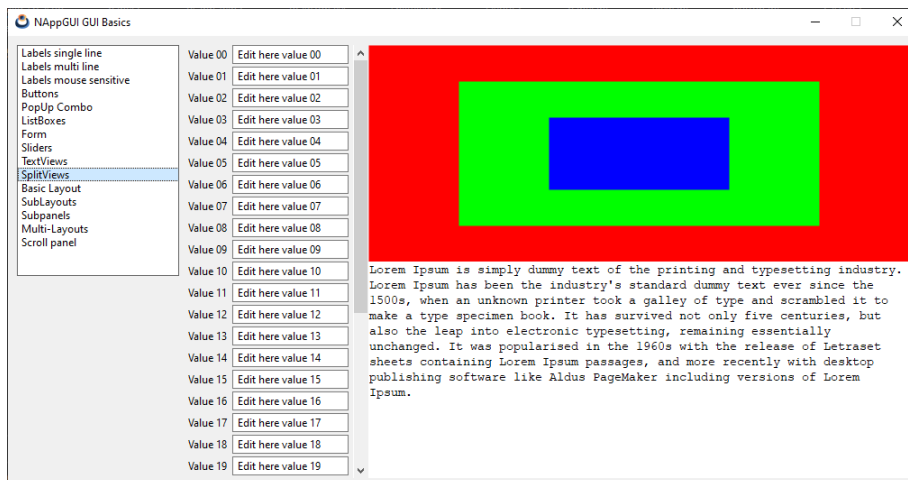 NAppGUI GUI Basics
Labels single line
Labels multi line
Labels mouse sensitive
Buttons
PopUp Combo
ListBoxes
Form
Sliders
TextViews
SplitViews
Basic Layout
SubLayouts
Subpanels
Multi-Layouts
Scroll panel
Value 00 Edit here value 00
Value 01 Edit here value 01
Value 02 Edit here value 02
Value 03 Edit here value 03
Value 04 Edit here value 04
Value 05 Edit here value 05
Value 06 Edit here value 06
Value 07 Edit here value 07
Value 08 Edit here value 08
Value 09 Edit here value 09
Value 10 Edit here value 10
Value 11 Edit here value 11
Value 12 Edit here value 12
Value 13 Edit here value 13
Value 14 Edit here value 14
Value 15 Edit here value 15
Value 16 Edit here value 16
Value 17 Edit here value 17
Value 18 Edit here value 18
Value 19 Edit here value 19
Lorem Ipsum is simply dummy text of the printing and typesetting industry.
Lorem Ipsum has been the industry's standard dummy text ever since the
1500s, when an unknown printer took a galley of type and scrambled it to
make a type specimen book. It has survived not only five centuries, but
also the leap into electronic typesetting, remaining essentially
unchanged. It was popularised in the 1960s with the release of Letraset
sheets containing Lorem Ipsum passages, and more recently with desktop
publishing software like Aldus PageMaker including versions of Lorem
Ipsum.